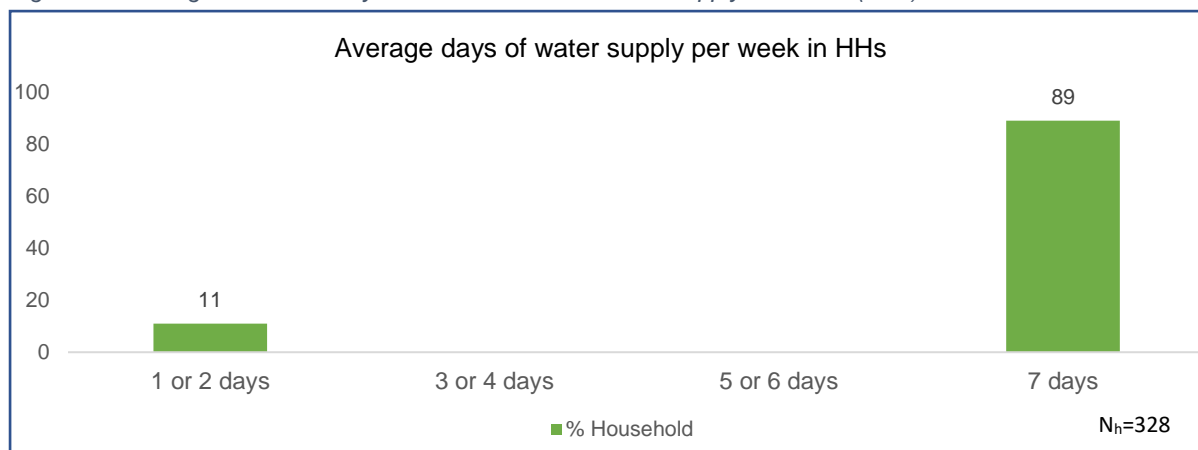 Average days of water supply per week in HHs
100
80
60
40
20
0
11
89
1 or 2 days
3 or 4 days
5 or 6 days
7 days
% Household
Nₕ=328